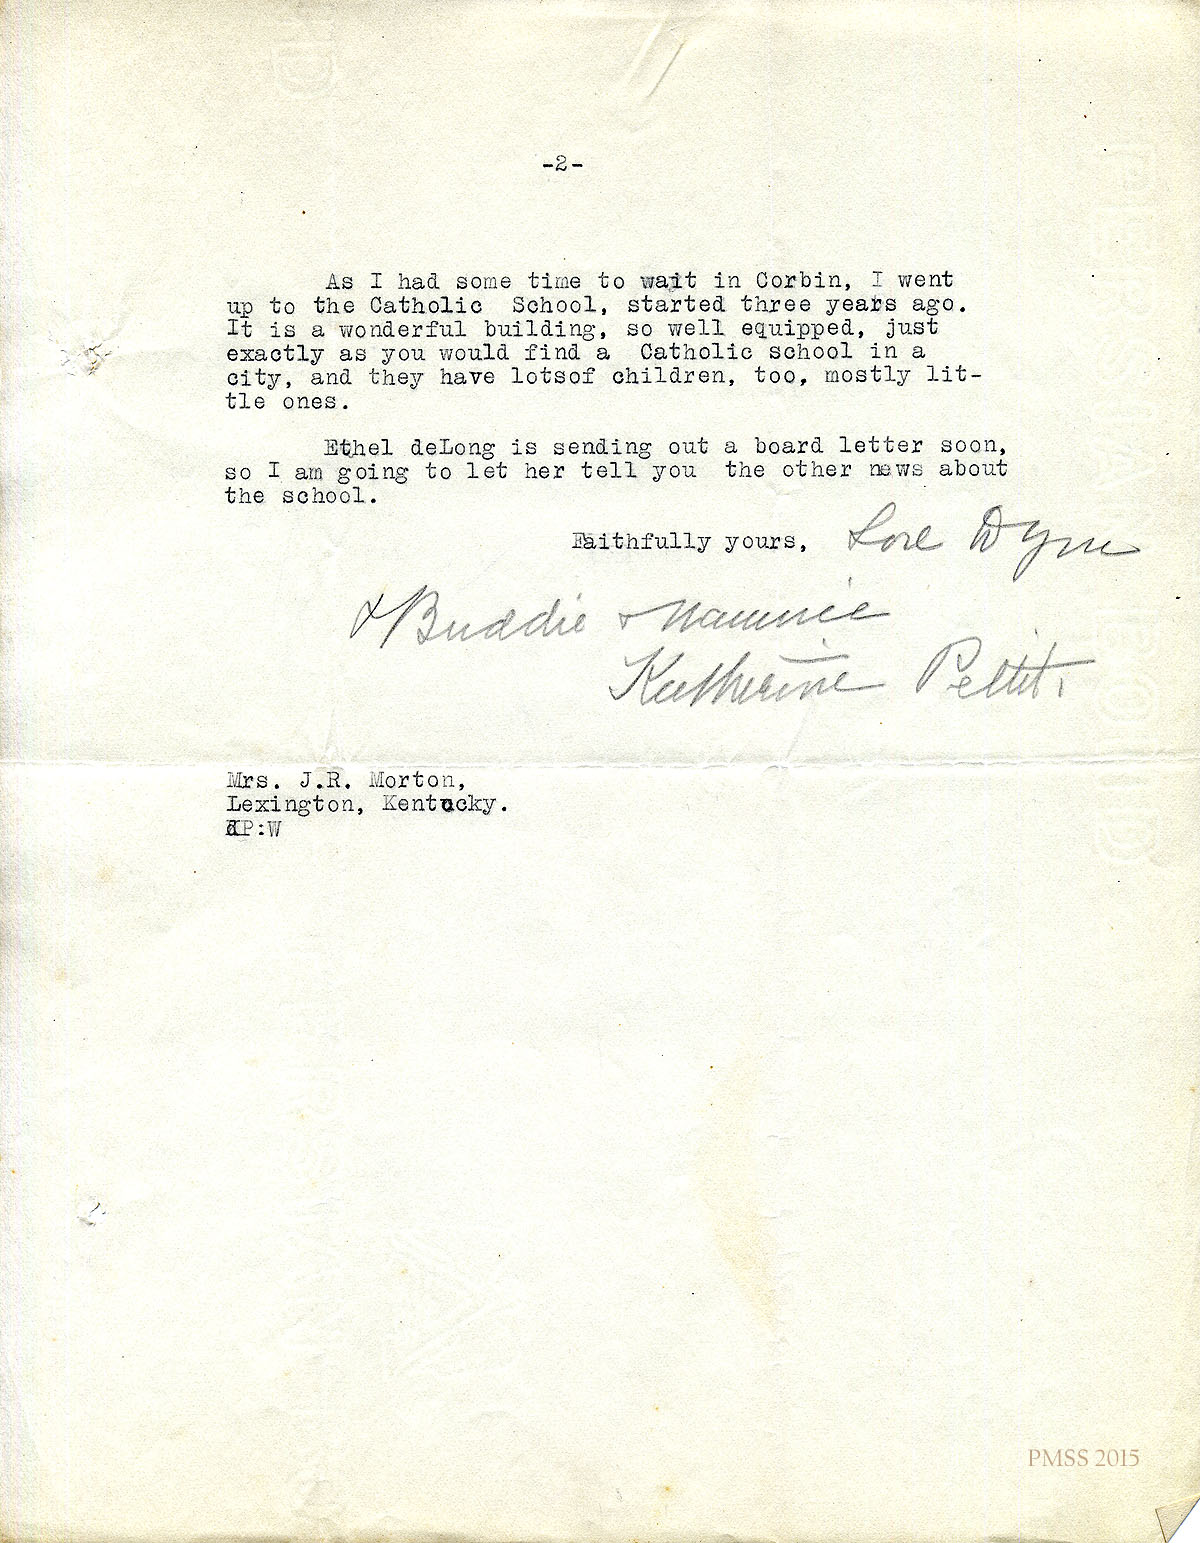 -2-
As I had some time to wait in Corbin, I went
up to the Catholic School, started three years ago.
It is a wonderful building, so well equipped, just
exactly as you would find a Catholic school in a
city, and they have lotsof children, too, mostly lit-
tle ones.
Ethel deLong is sending out a board letter soon,
so I am going to let her tell you the other news about
the school.
Faithfully yours, Love
& Buddie &
Katherine Pettit.
Mrs. J.R. Morton,
Lexington, Kentucky.
KP:W
PMSS 2015